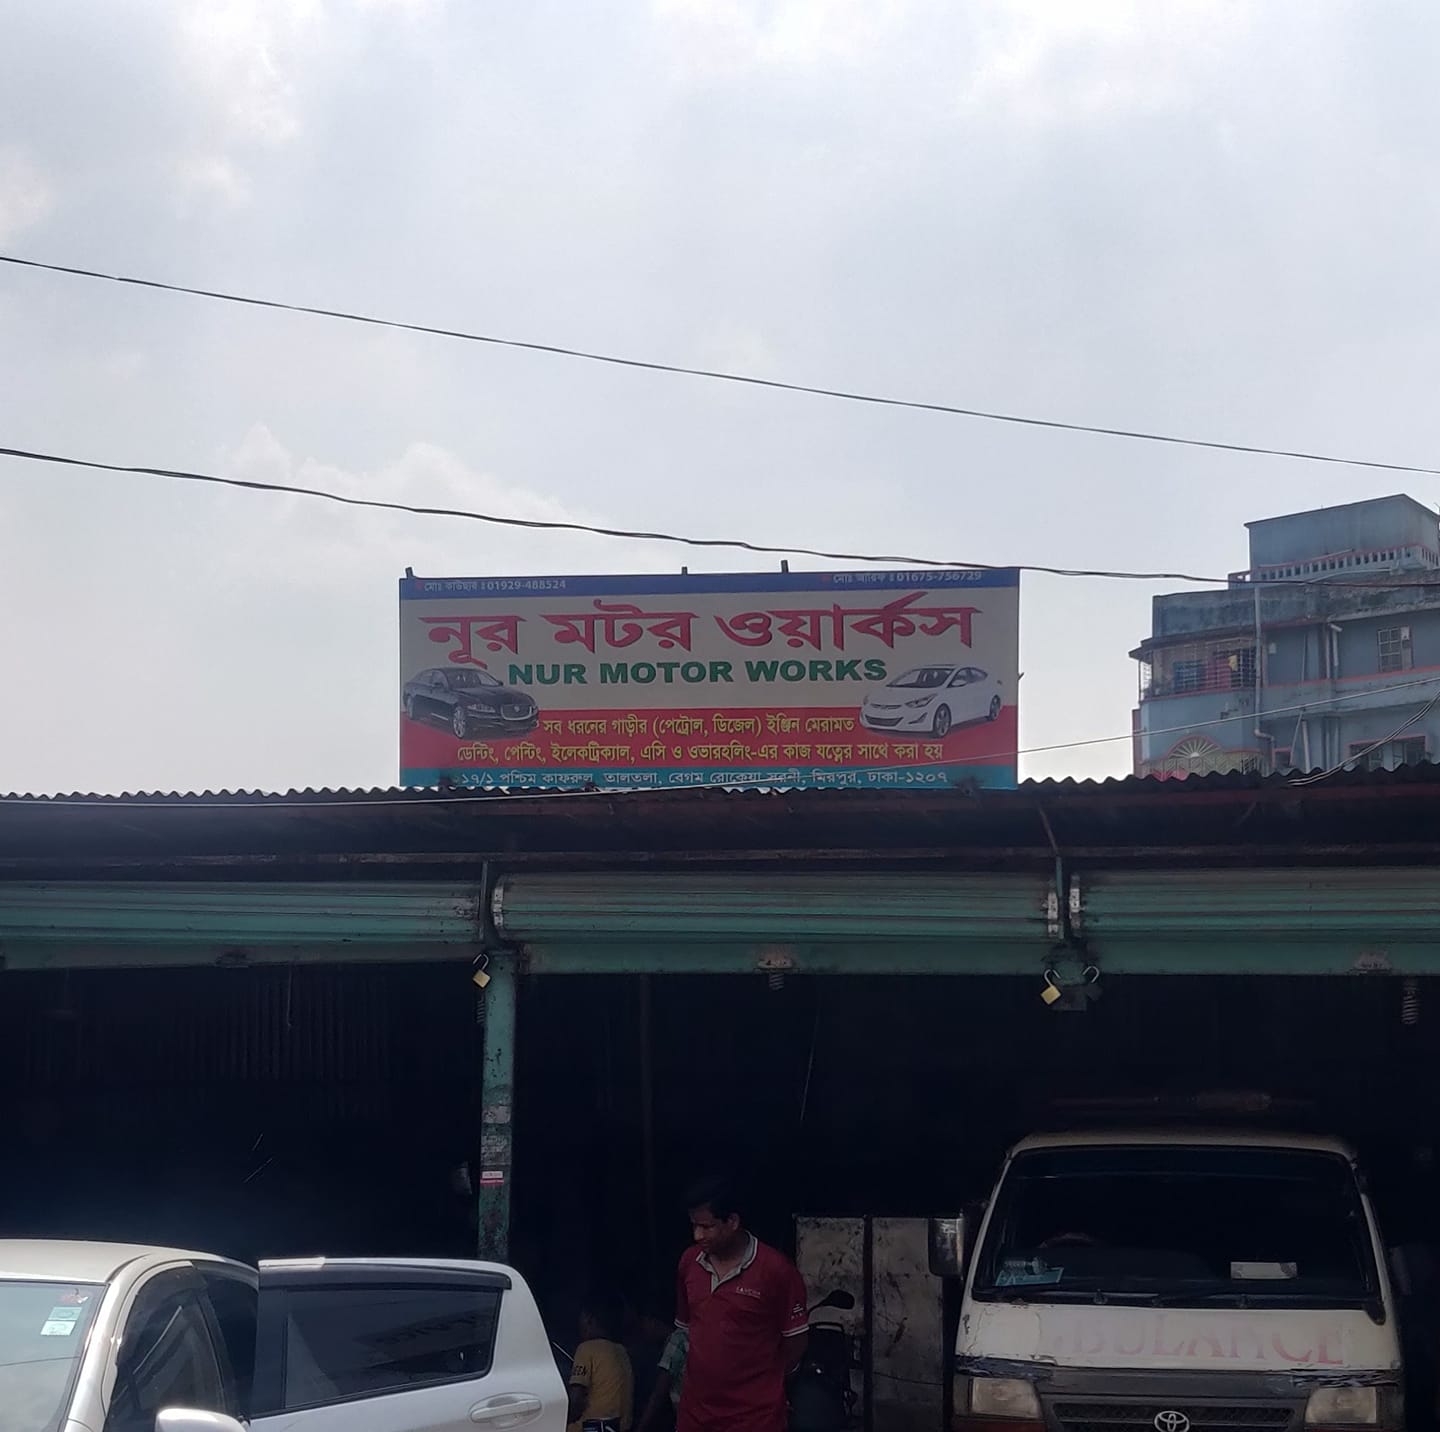 মোঃ কাউছার ঃ 01929-488524
মোঃ আরিফ ঃ 01675-756729
নূর মটর ওয়ার্কস
NUR MOTOR WORKS
সব ধরনের গাড়ীর (পেট্রোল, ডিজেল) ইঞ্জিন মেরামত
ডেন্টিং, পেন্টিং, ইলেকট্রিক্যাল, এসি ও ওভারহলিং-এর কাজ যত্নের সাথে করা হয়
১৭/১ পশ্চিম কাফরুল, তালতলা, বেগম রোকেয়া সরণী, মিরপুর, ঢাকা-১২০৭